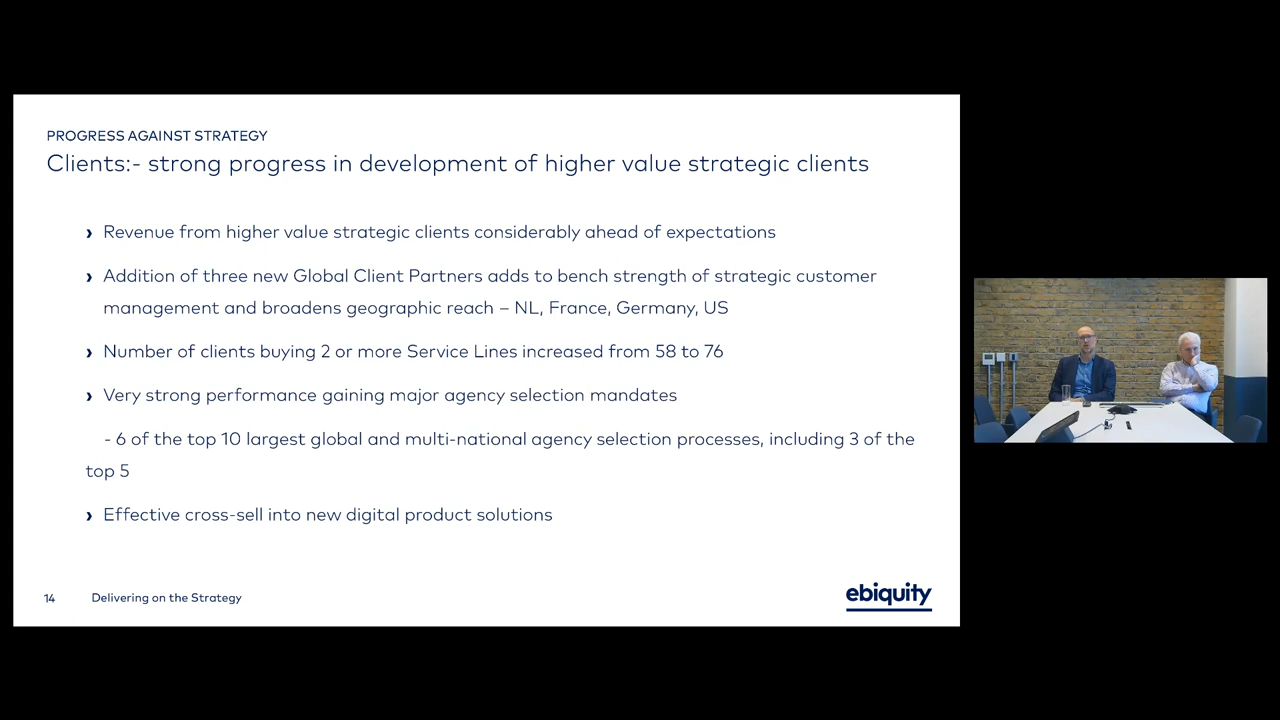 PROGRESS AGAINST STRATEGY
Clients:- strong progress in development of higher value strategic clients
› Revenue from higher value strategic clients considerably ahead of expectations
› Addition of three new Global Client Partners adds to bench strength of strategic customer
management and broadens geographic reach – NL, France, Germany, US
› Number of clients buying 2 or more Service Lines increased from 58 to 76
› Very strong performance gaining major agency selection mandates
- 6 of the top 10 largest global and multi-national agency selection processes, including 3 of the
top 5
› Effective cross-sell into new digital product solutions
14 Delivering on the Strategy
ebiquity